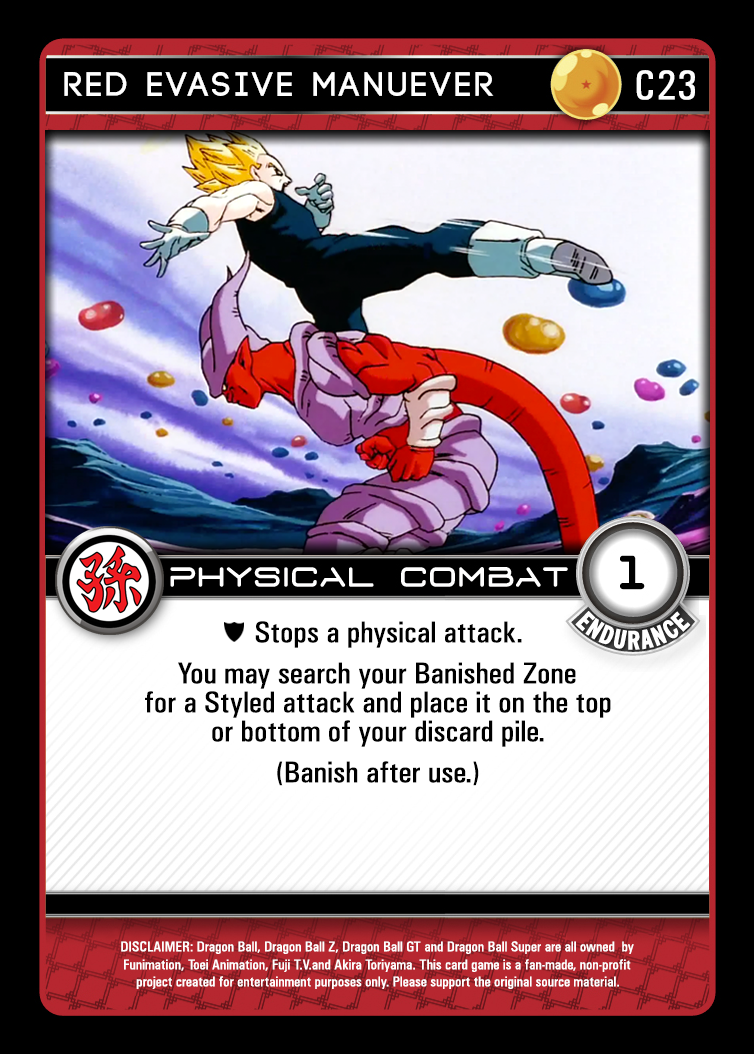 RED EVASIVE MANUEVER
C23
孫
PHYSICAL COMBAT
1
ENDURANCE
Stops a physical attack.
You may search your Banished Zone
for a Styled attack and place it on the top
or bottom of your discard pile.
(Banish after use.)
DISCLAIMER: Dragon Ball, Dragon Ball Z, Dragon Ball GT and Dragon Ball Super are all owned by
Funimation, Toei Animation, Fuji T.V.and Akira Toriyama. This card game is a fan-made, non-profit
project created for entertainment purposes only. Please support the original source material.